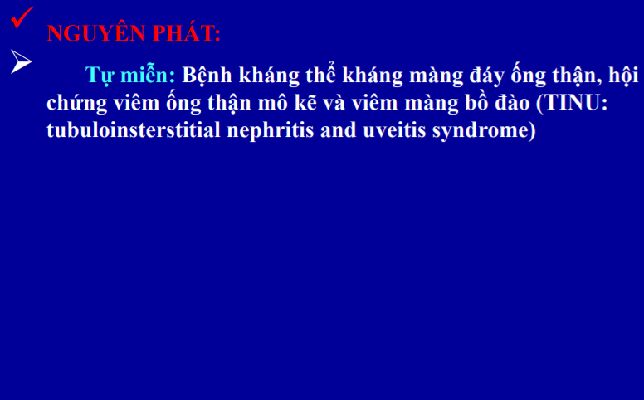 NGUYÊN PHÁT:
Tự miễn: Bệnh kháng thể kháng màng đáy ống thận, hội
chứng viêm ống thận mô kẽ và viêm màng bồ đào (TINU:
tubuloinsterstitial nephritis and uveitis syndrome)